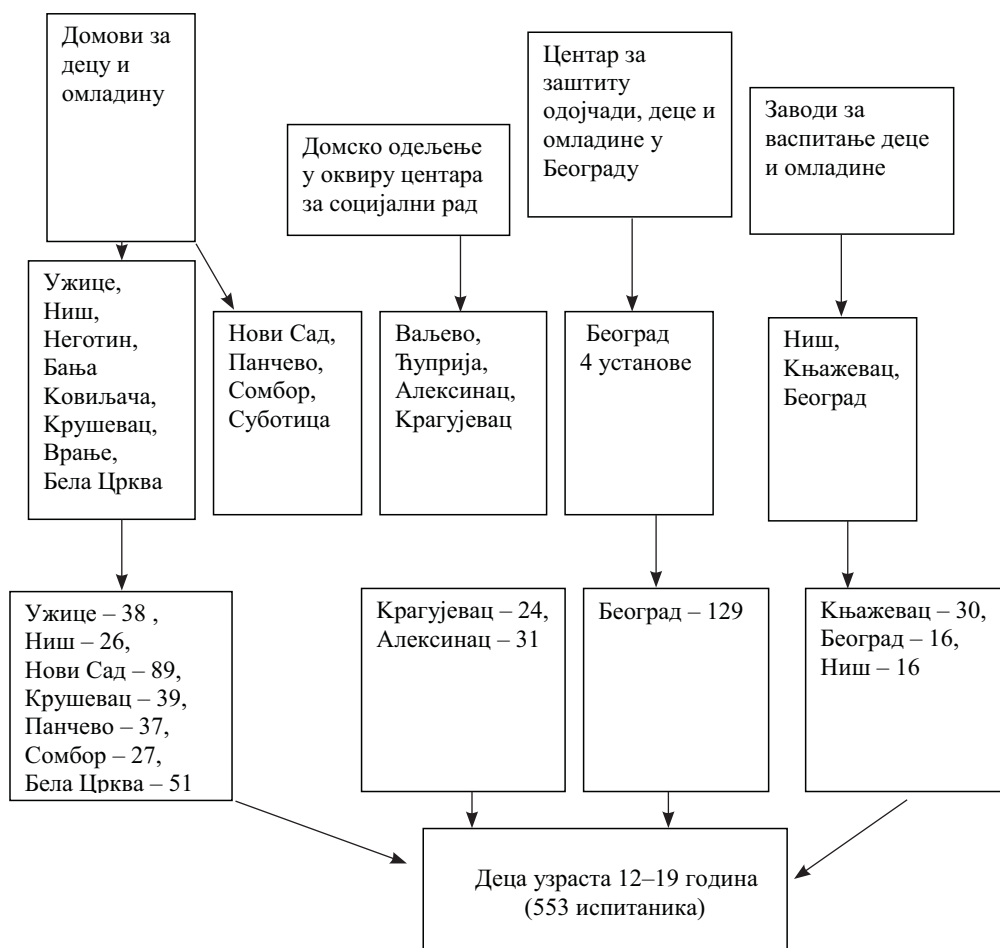 Домови за
децу и
омладину
Домско одељење
у оквиру центара
за социјални рад
Центар за
заштиту
одојчади, деце и
омладине у
Београду
Заводи за
васпитање деце
и омладине
Ужице,
Ниш,
Неготин,
Бања
Ковиљача,
Крушевац,
Врање,
Бела Црква
Нови Сад,
Панчево,
Сомбор,
Суботица
Ваљево,
Ћуприја,
Алексинац,
Крагујевац
Београд
4 установе
Ниш,
Књажевац,
Београд
Ужице – 38 ,
Ниш – 26,
Нови Сад – 89,
Крушевац – 39,
Панчево – 37,
Сомбор – 27,
Бела Црква – 51
Крагујевац – 24,
Алексинац – 31
Београд – 129
Књажевац – 30,
Београд – 16,
Ниш – 16
Деца узраста 12–19 година
(553 испитаника)